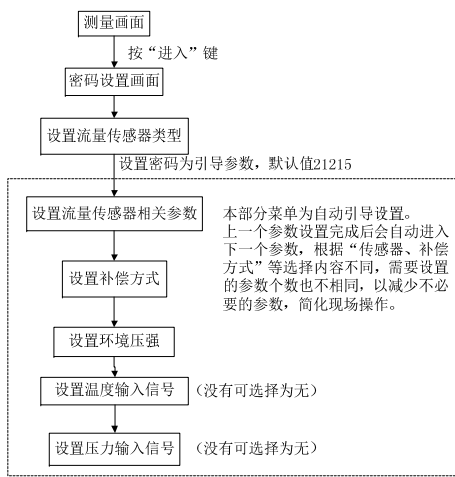 测量画面
按“进入”键
密码设置画面
设置流量传感器类型
设置密码为引导参数，默认值21215
设置流量传感器相关参数
本部分菜单为自动引导设置。
上一个参数设置完成后会自动进入
下一个参数，根据“传感器、补偿
方式”等选择内容不同，需要设置
的参数个数也不相同，以减少不必
要的参数，简化现场操作。
设置补偿方式
设置环境压强
设置温度输入信号
（没有可选择为无）
设置压力输入信号
（没有可选择为无）